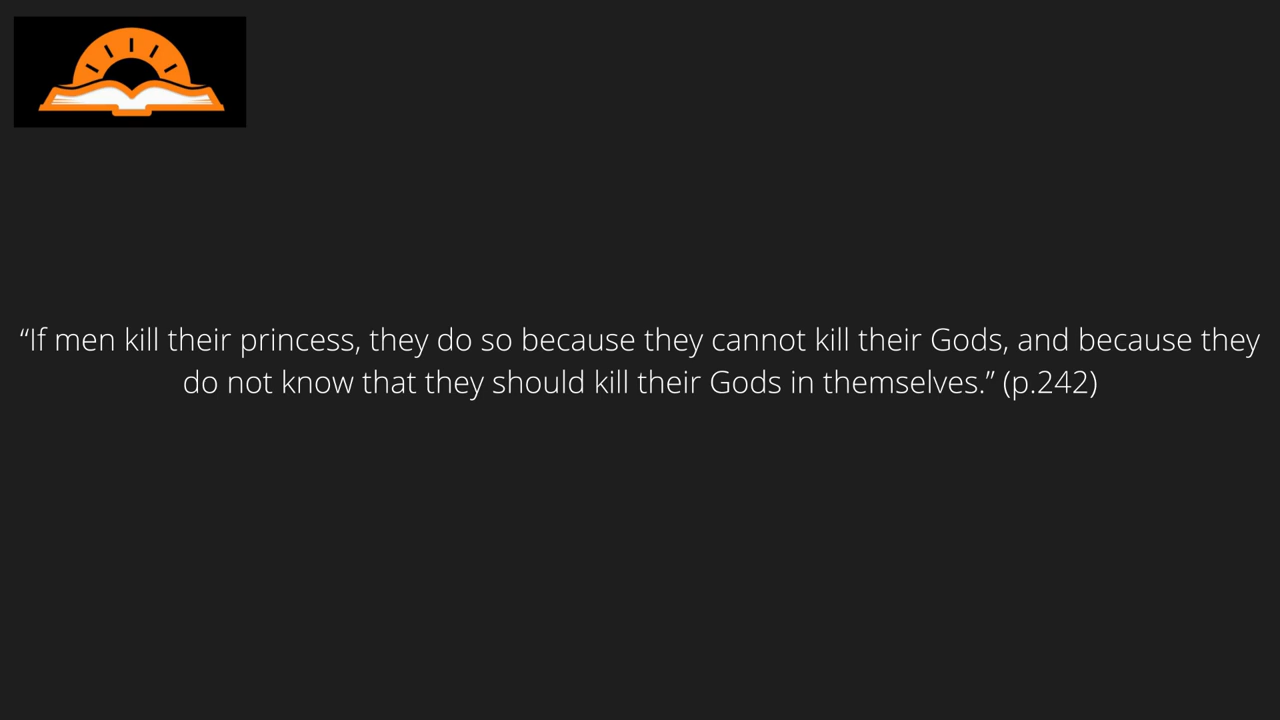 “If men kill their princess, they do so because they cannot kill their Gods, and because they
do not know that they should kill their Gods in themselves.” (p.242)